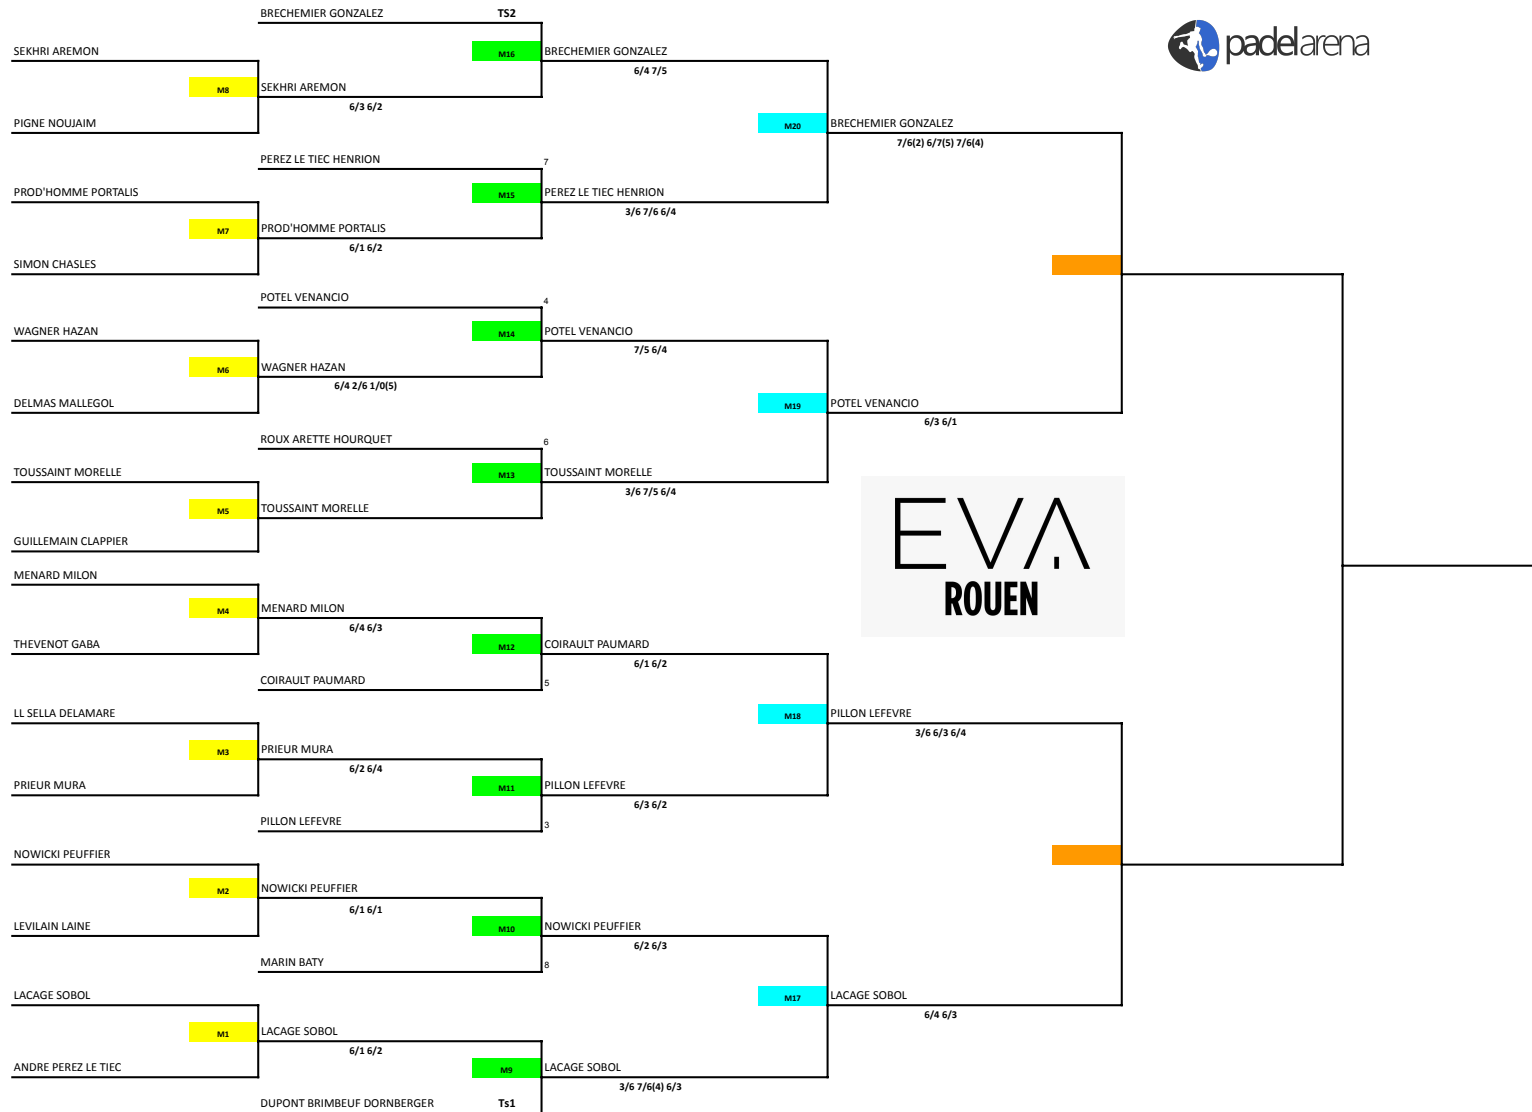 BRECHEMIER GONZALEZ TS2
SEKHRI AREMON
M16 BRECHEMIER GONZALEZ
6/4 7/5
padelarena
M8 SEKHRI AREMON
6/3 6/2
PIGNE NOUJAIM
M20 BRECHEMIER GONZALEZ
7/6(2) 6/7(5) 7/6(4)
PEREZ LE TIEC HENRION 7
PROD'HOMME PORTALIS
M15 PEREZ LE TIEC HENRION
3/6 7/6 6/4
M7 PROD'HOMME PORTALIS
6/1 6/2
SIMON CHASLES
POTEL VENANCIO 4
WAGNER HAZAN
M14 POTEL VENANCIO
7/5 6/4
M6 WAGNER HAZAN
6/4 2/6 1/0(5)
DELMAS MALLEGOL
M19 POTEL VENANCIO
6/3 6/1
ROUX ARETTE HOURQUET 6
TOUSSAINT MORELLE
M13 TOUSSAINT MORELLE
3/6 7/5 6/4
M5 TOUSSAINT MORELLE
GUILLEMAIN CLAPPIER
EVA
ROUEN
MENARD MILON
M4 MENARD MILON
6/4 6/3
THEVENOT GABA
M12 COIRAULT PAUMARD
6/1 6/2
COIRAULT PAUMARD 5
LL SELLA DELAMARE
M18 PILLON LEFEVRE
3/6 6/3 6/4
M3 PRIEUR MURA
6/2 6/4
PRIEUR MURA
M11 PILLON LEFEVRE
6/3 6/2
PILLON LEFEVRE 3
NOWICKI PEUFFIER
M2 NOWICKI PEUFFIER
6/1 6/1
LEVILAIN LAINE
M10 NOWICKI PEUFFIER
6/2 6/3
MARIN BATY 8
LACAGE SOBOL
M17 LACAGE SOBOL
6/4 6/3
M1 LACAGE SOBOL
6/1 6/2
ANDRE PEREZ LE TIEC
M9 LACAGE SOBOL
3/6 7/6(4) 6/3
DUPONT BRIMBEUF DORNBERGER Ts1